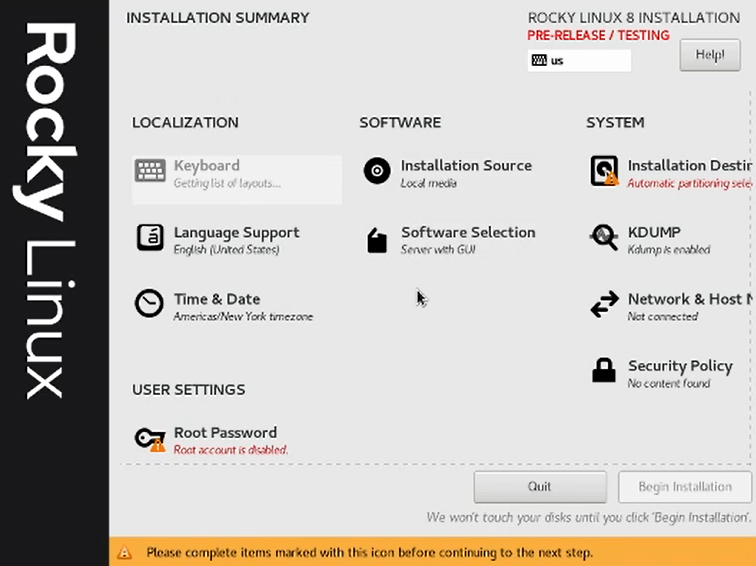 Rocky Linux
INSTALLATION SUMMARY
ROCKY LINUX 8 INSTALLATION
PRE-RELEASE / TESTING
us
Help!
LOCALIZATION
Keyboard
Getting list of layouts...
Language Support
English (United States)
Time & Date
Americas/New York timezone
USER SETTINGS
Root Password
Root account is disabled.
SOFTWARE
Installation Source
Local media
Software Selection
Server with GUI
SYSTEM
Installation Destin
Automatic partitioning sele
KDUMP
Kdump is enabled
Network & Host N
Not connected
Security Policy
No content found
Quit
Begin Installation
We won't touch your disks until you click 'Begin Installation'.
Please complete items marked with this icon before continuing to the next step.